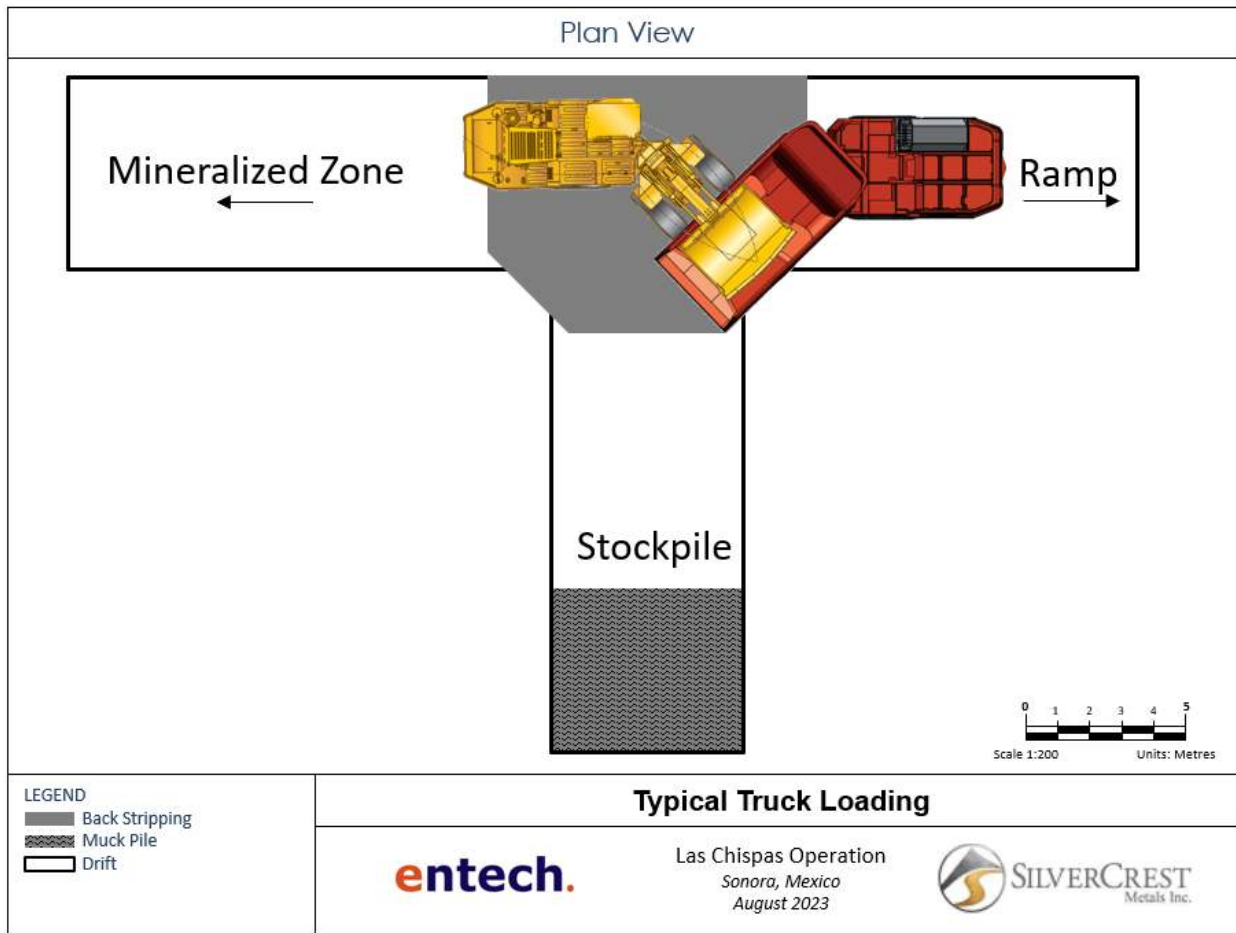 Plan View
Mineralized Zone
Ramp
Stockpile
0 1 2 3 4 5
Scale 1:200 Units: Metres
LEGEND
Back Stripping
Muck Pile
Drift
Typical Truck Loading
entech.
Las Chispas Operation
Sonora, Mexico
August 2023
SILVERCREST
Metals Inc.